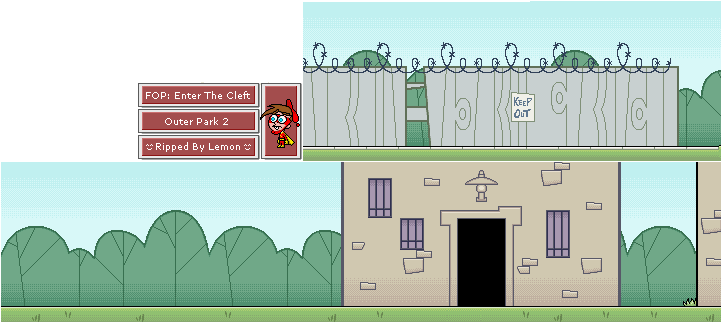 FOP: Enter The Cleft
Outer Park 2
Ripped By Lemon
KEEP
OUT